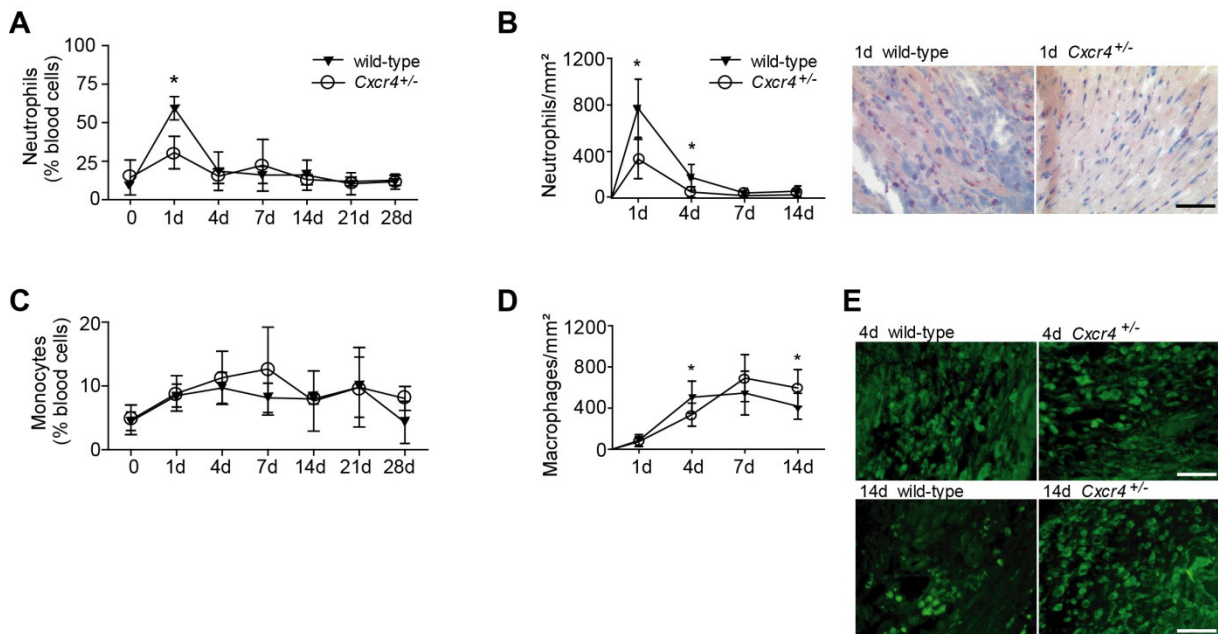 A
Neutrophils
(% blood cells)
100
75
50
25
0
*
wild-type
Cxcr4+/-
0 1d 4d 7d 14d 21d 28d
B
Neutrophils/mm²
1200
800
400
0
*
*
wild-type
Cxcr4+/-
1d 4d 7d 14d
1d wild-type
1d Cxcr4+/-
C
Monocytes
(% blood cells)
20
10
0
0 1d 4d 7d 14d 21d 28d
D
Macrophages/mm²
1200
800
400
0
*
*
1d 4d 7d 14d
E
4d wild-type
4d Cxcr4+/-
14d wild-type
14d Cxcr4+/-